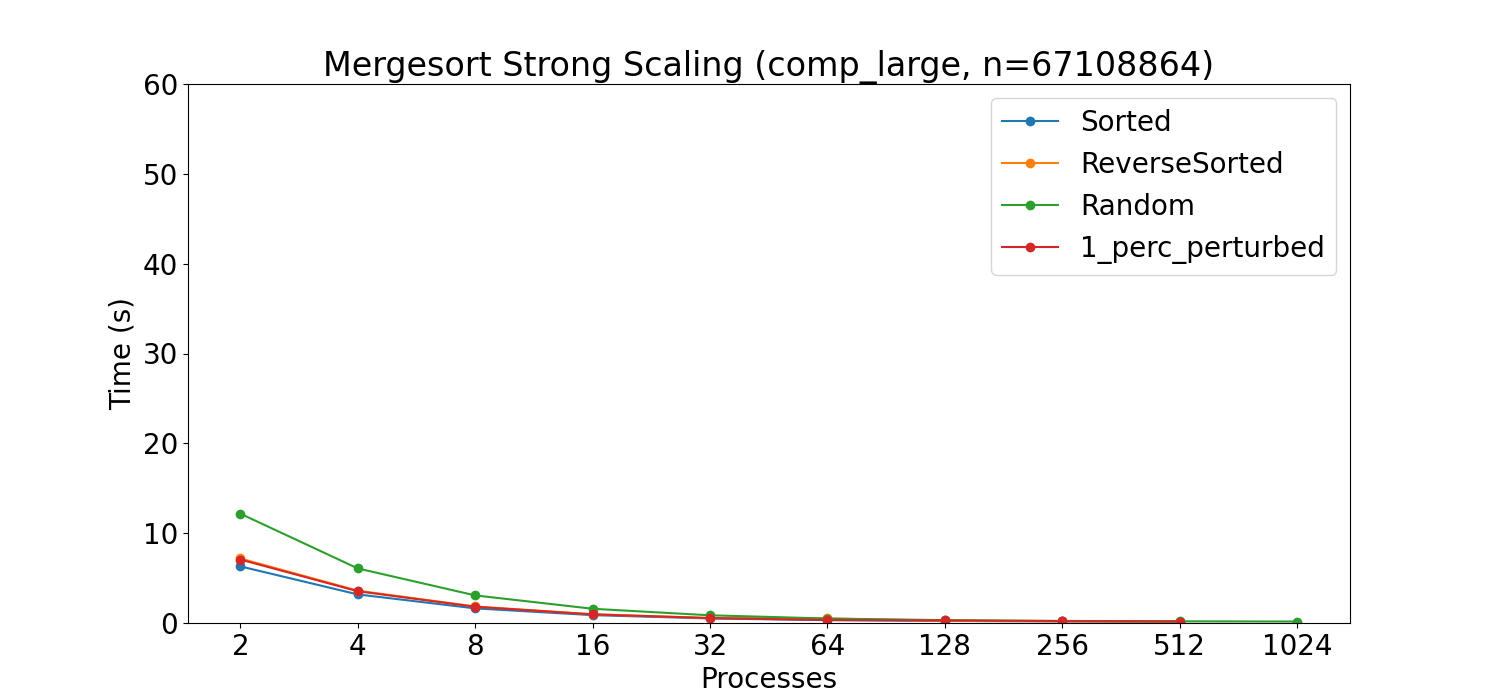 Mergesort Strong Scaling (comp_large, n=67108864)
60
50
40
30
20
10
0
Time (s)
Sorted
ReverseSorted
Random
1_perc_perturbed
2 4 8 16 32 64 128 256 512 1024
Processes